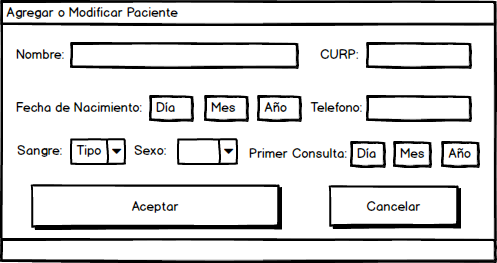 Agregar o Modificar Paciente
Nombre: CURP:
Fecha de Nacimiento: Día Mes Año Telefono:
Sangre: Tipo Sexo: Primer Consulta: Día Mes Año
Aceptar Cancelar